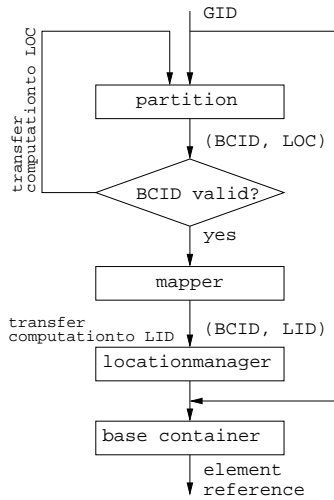 GID
transfer
computationto LOC
partition
(BCID, LOC)
BCID valid?
yes
mapper
transfer
computationto LID
(BCID, LID)
locationmanager
base container
element
reference